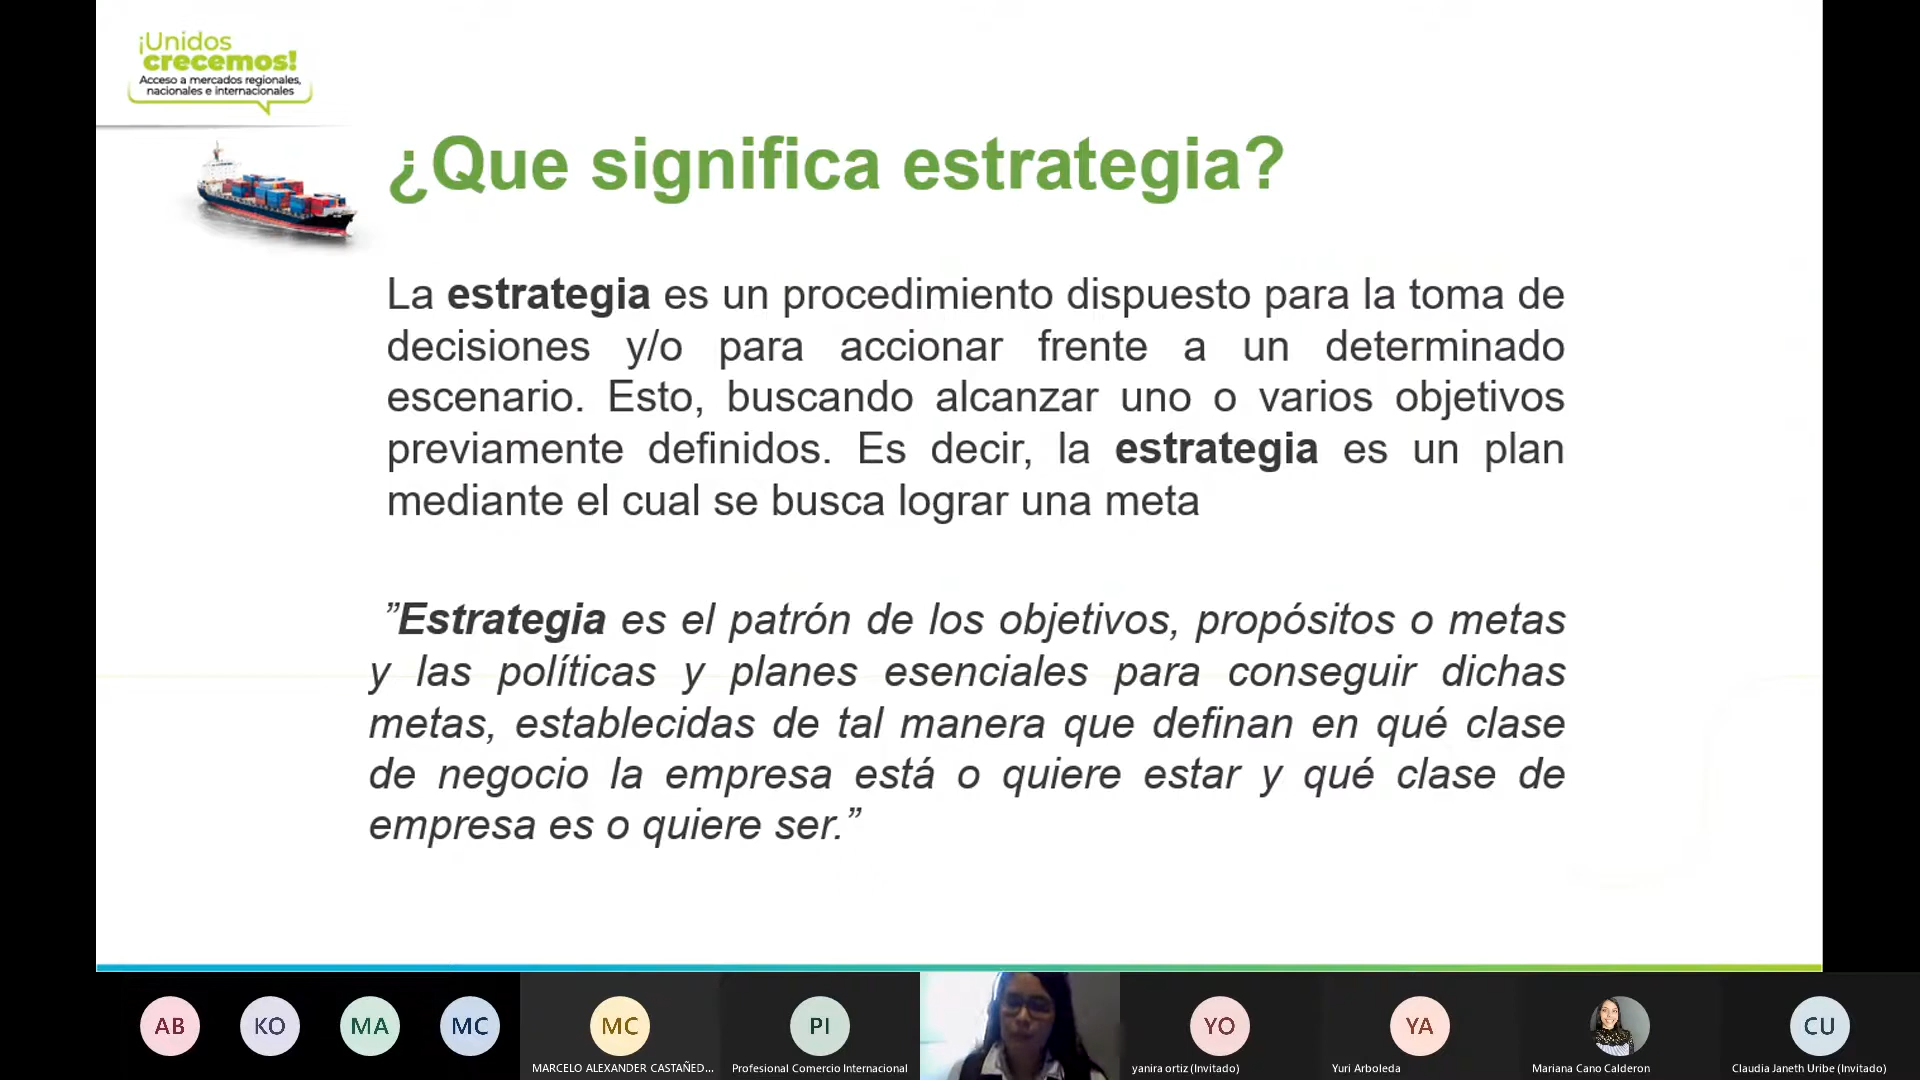 ¡Unidos
crecemos!
Acceso a mercados regionales,
nacionales e internacionales
¿Que significa estrategia?
La estrategia es un procedimiento dispuesto para la toma de
decisiones y/o para accionar frente a un determinado
escenario. Esto, buscando alcanzar uno o varios objetivos
previamente definidos. Es decir, la estrategia es un plan
mediante el cual se busca lograr una meta
”Estrategia es el patrón de los objetivos, propósitos o metas
y las políticas y planes esenciales para conseguir dichas
metas, establecidas de tal manera que definan en qué clase
de negocio la empresa está o quiere estar y qué clase de
empresa es o quiere ser.”
AB
KO
MA
MC
MC
PI
YO
YA
CU
MARCELO ALEXANDER CASTAÑED...
Profesional Comercio Internacional
yanira ortiz (Invitado)
Yuri Arboleda
Mariana Cano Calderon
Claudia Janeth Uribe (Invitado)